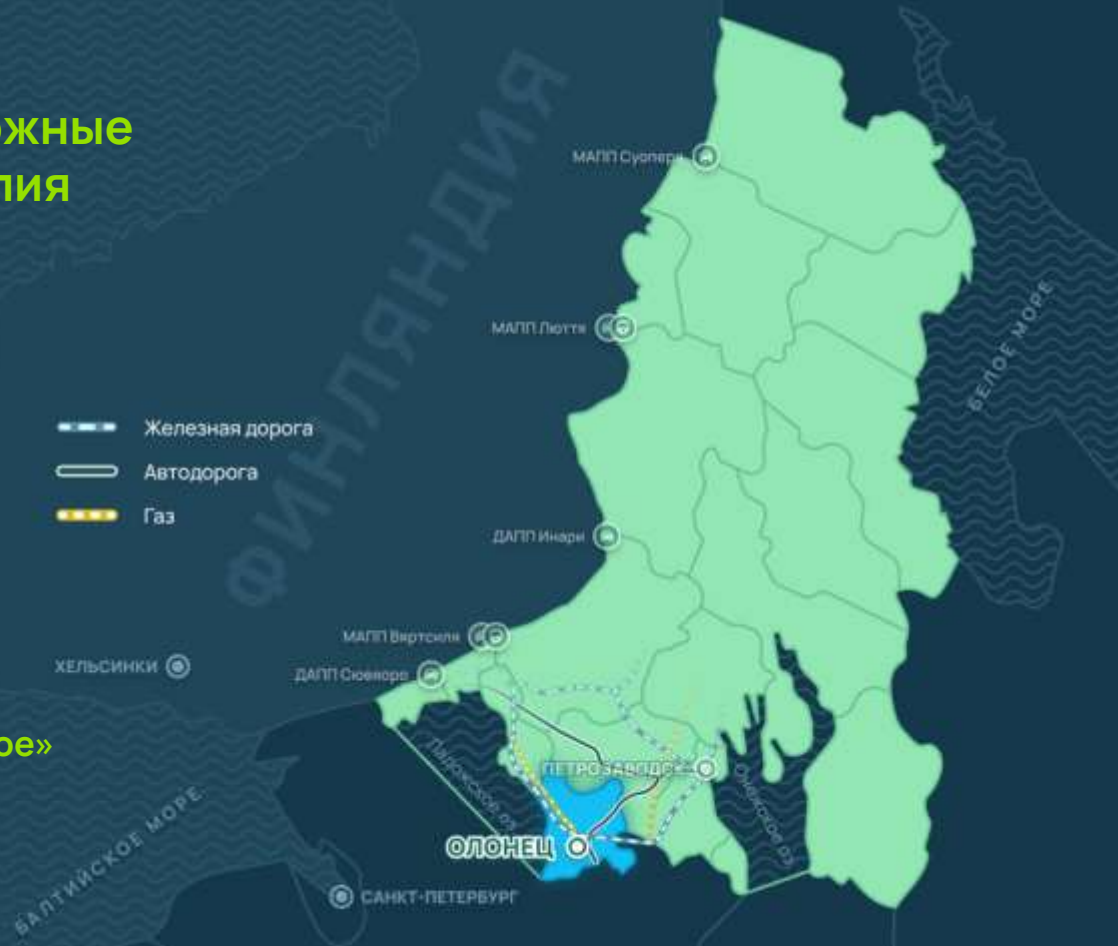 ожные
лия
ФИНЛЯНДИЯ
МАПП Суопера
МАПП Люття
БЕЛОЕ МОРЕ
Железная дорога
Автодорога
Газ
ДАПП Инари
МАПП Вяртсиля
ХЕЛЬСИНКИ
ДАПП Сювяоро
ое»
ПЕТРОЗАВОДСК
Ладожское оз.
Онежское оз.
ОЛОНЕЦ
БАЛТИЙСКОЕ МОРЕ
САНКТ-ПЕТЕРБУРГ